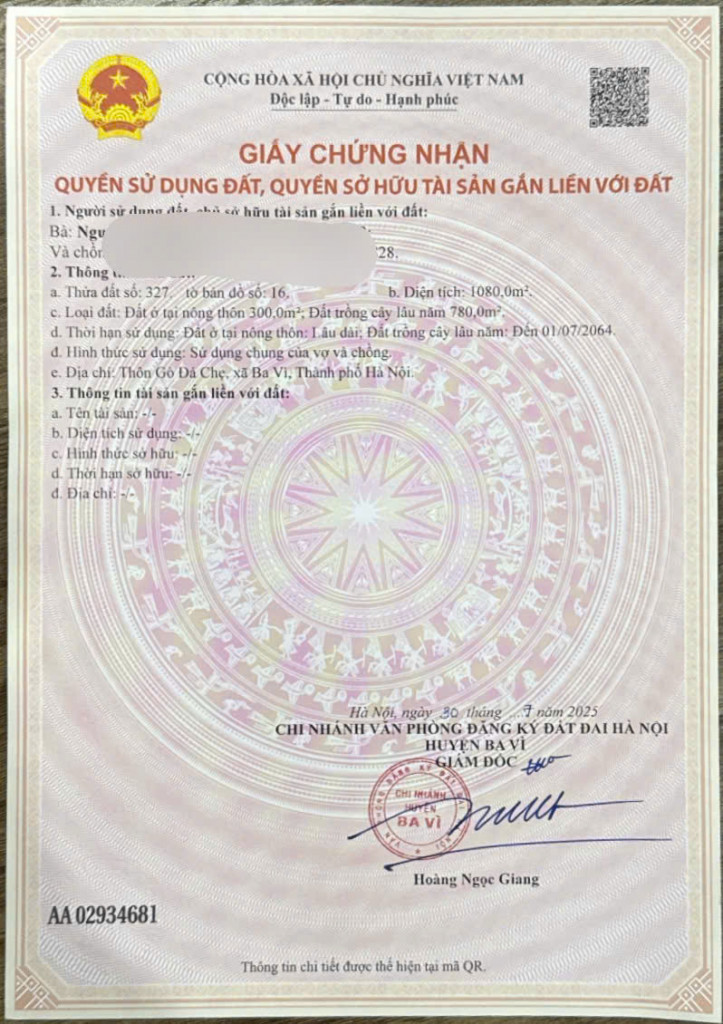 CỘNG HÒA XÃ HỘI CHỦ NGHĨA VIỆT NAM
Độc lập - Tự do - Hạnh phúc
GIẤY CHỨNG NHẬN
QUYỀN SỬ DỤNG ĐẤT, QUYỀN SỞ HỮU TÀI SẢN GẮN LIỀN VỚI ĐẤT
1. Người sử dụng đất, chủ sở hữu tài sản gắn liền với đất:
Bà:
Và 28.
2. Thông
a. Thửa đất số: 327. tờ bản đồ số: 16. b. Diện tích: 1080,0m².
c. Loại đất: Đất ở tại nông thôn 300,0m²; Đất trồng cây lâu năm 780,0m².
d. Thời hạn sử dụng: Đất ở tại nông thôn: Lâu dài; Đất trồng cây lâu năm: Đến 01/07/2064.
đ. Hình thức sử dụng: Sử dụng chung của vợ và chồng.
e. Địa chỉ: Thôn Gò Đá Chẹ, xã Ba Vì, Thành phố Hà Nội.
3. Thông tin tài sản gắn liền với đất:
a. Tên tài sản: -/-
b. Diện tích sử dụng: -/-
c. Hình thức sở hữu: -/-
d. Thời hạn sở hữu: -/-
đ. Địa chỉ: -/-
Hà Nội, ngày 30 tháng 7 năm 2025
CHI NHÁNH VĂN PHÒNG ĐĂNG KÝ ĐẤT ĐAI HÀ NỘI
HUYỆN BA VÌ
GIÁM ĐỐC
CHI NHÁNH
HUYỆN
BA VÌ
Hoàng Ngọc Giang
AA 02934681
Thông tin chi tiết được thể hiện tại mã QR.